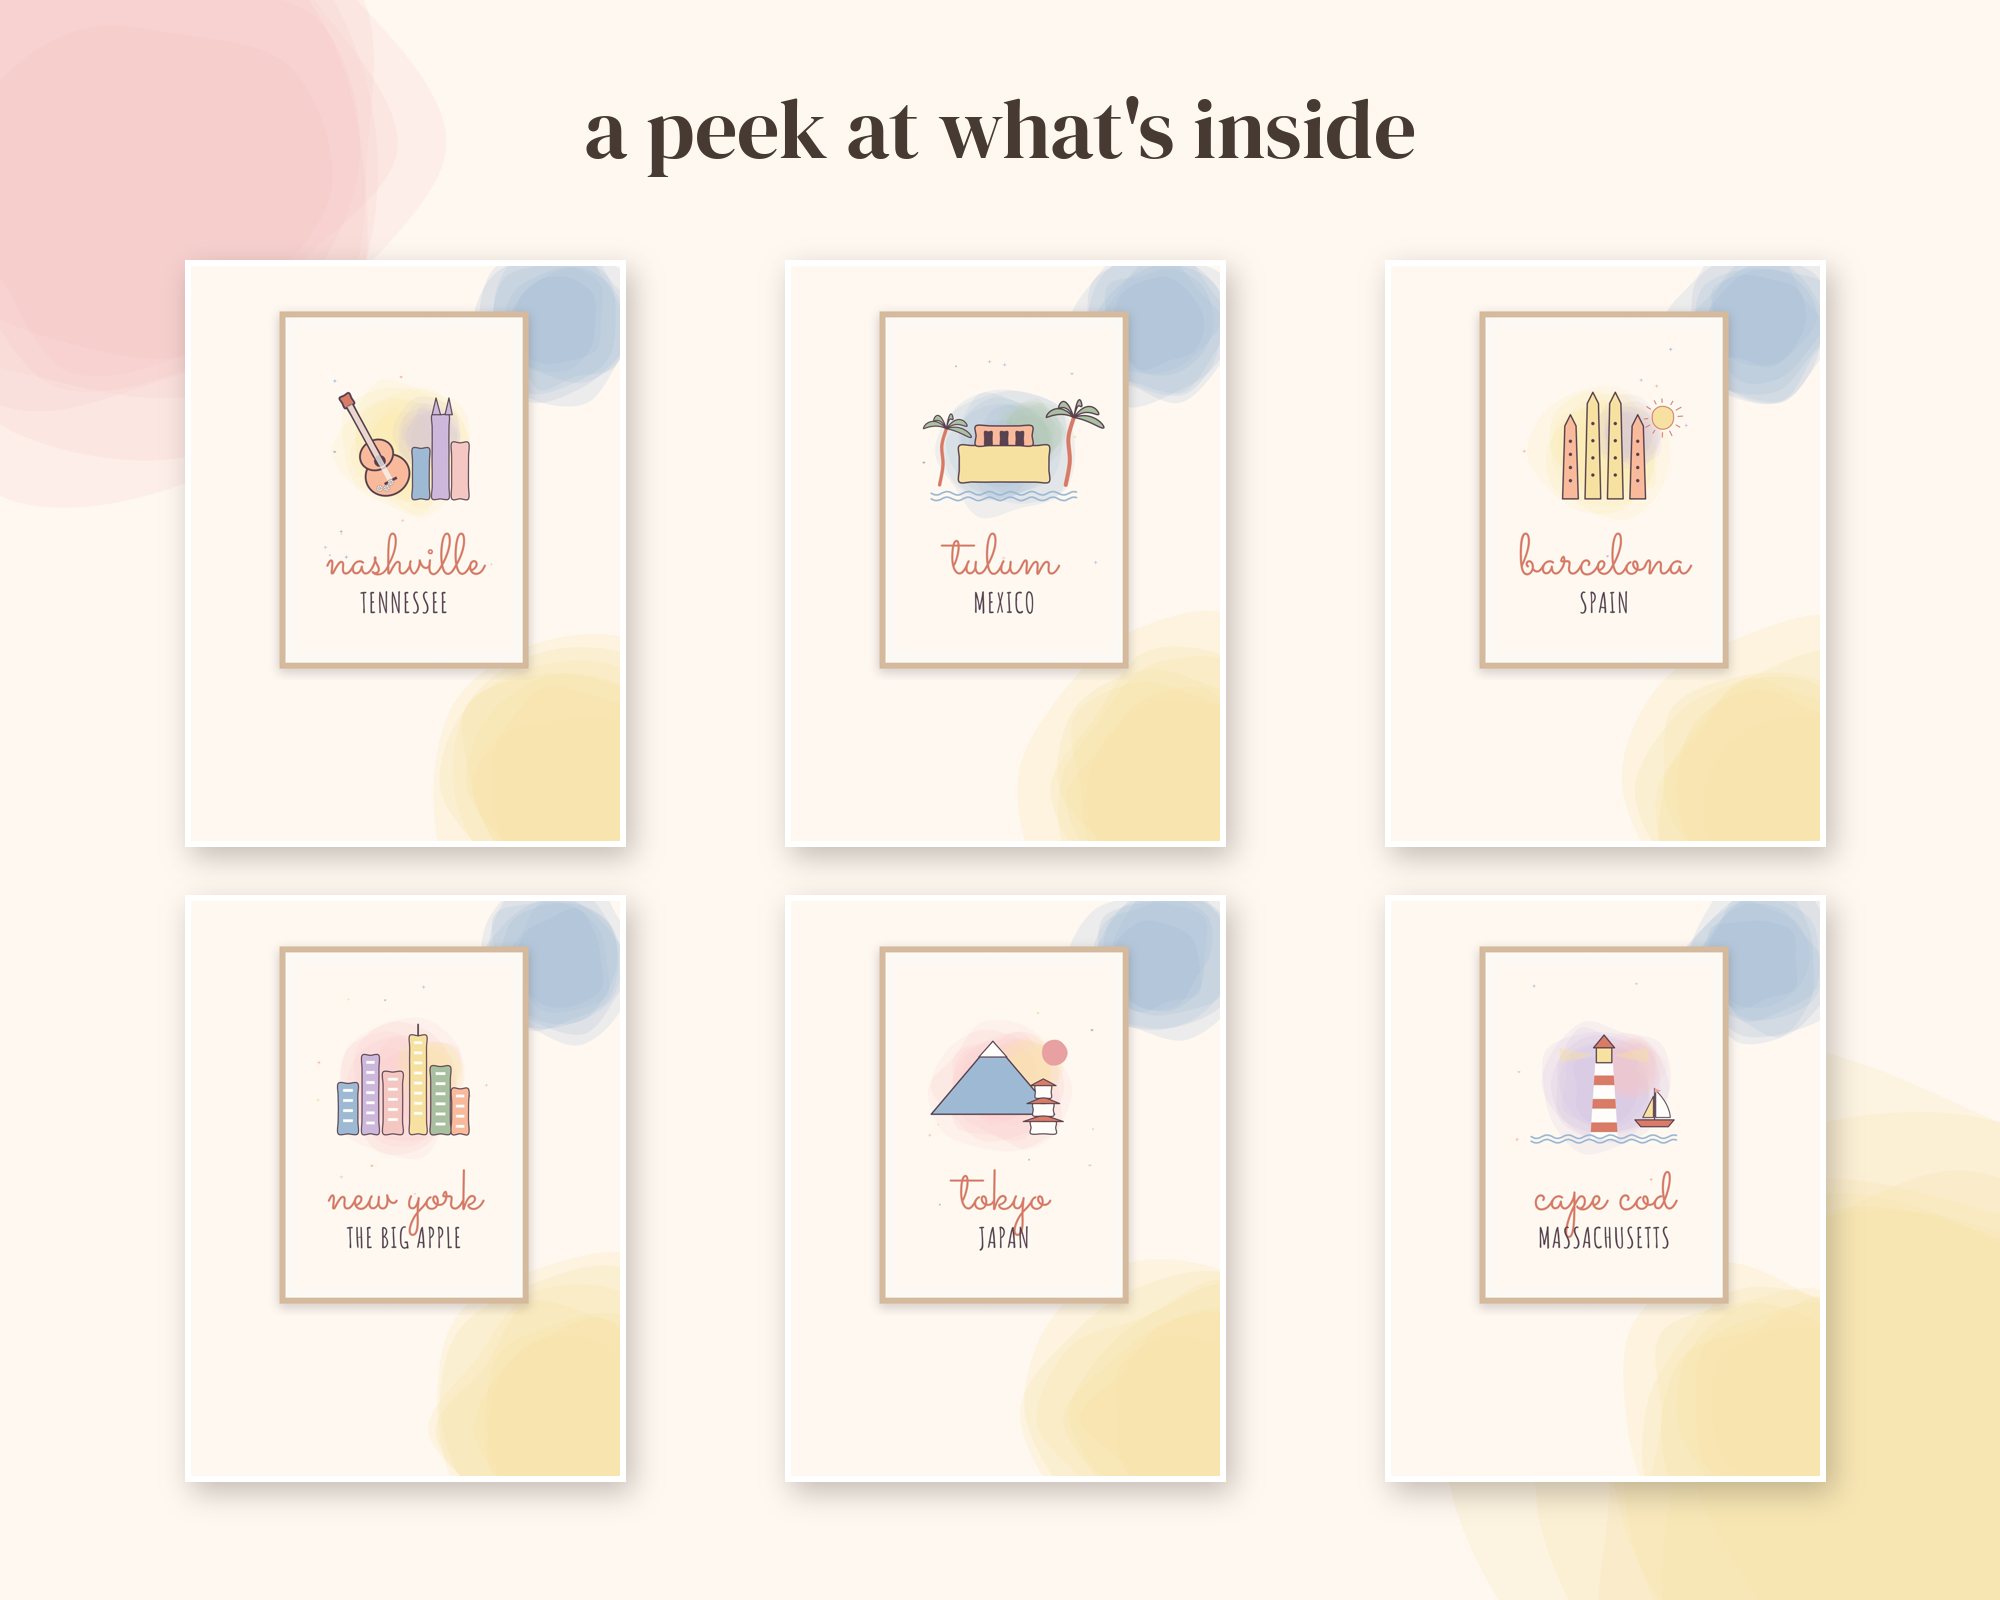 a peek at what's inside
nashville
TENNESSEE
tulum
MEXICO
barcelona
SPAIN
new york
THE BIG APPLE
tokyo
JAPAN
cape cod
MASSACHUSETTS